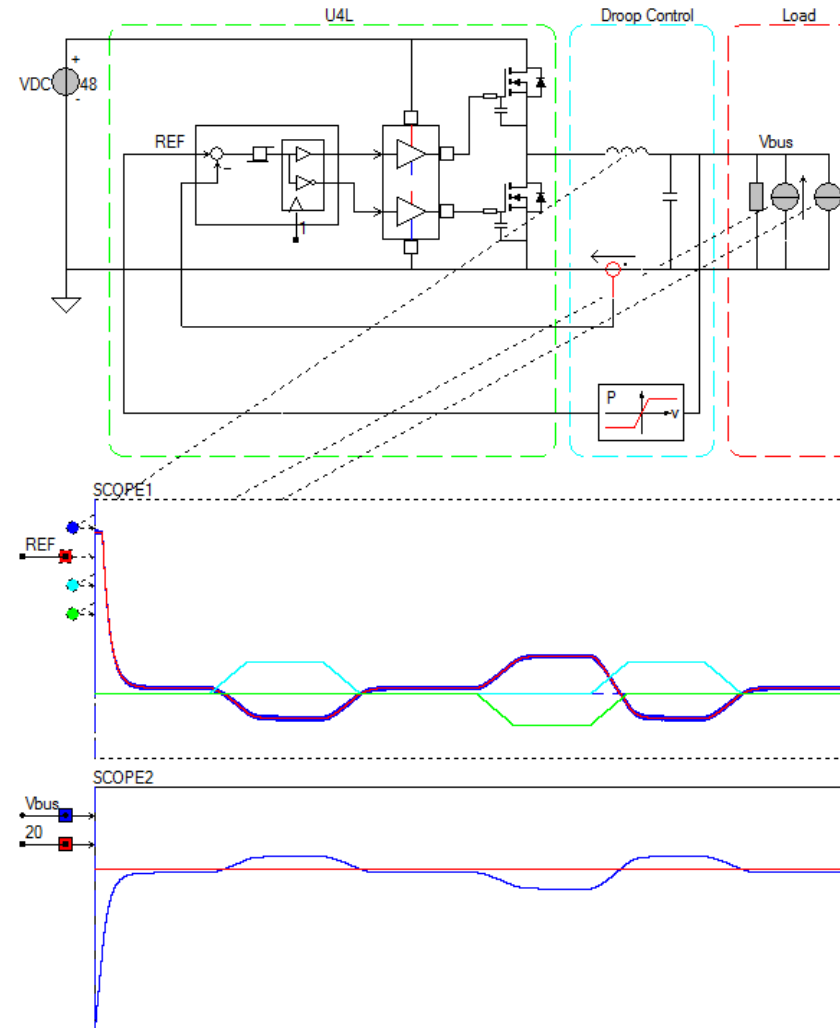 U4L
Droop Control
Load
+
VDC
48
-
REF
-
1
Vbus
P
v
SCOPE1
REF
SCOPE2
Vbus
20